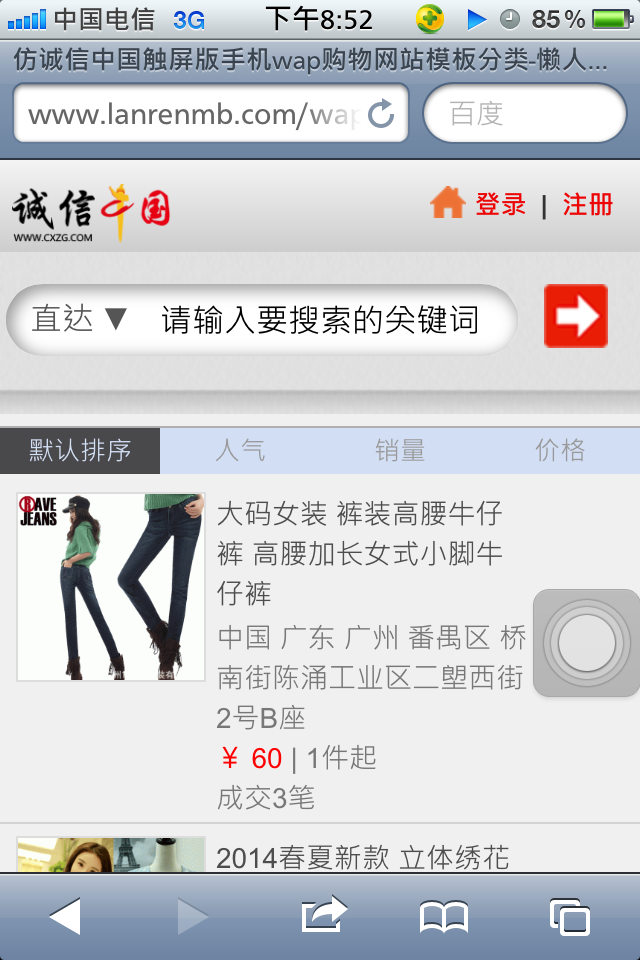 中国电信 3G 下午8:52 85%
仿诚信中国触屏版手机wap购物网站模板分类-懒人...
www.lanrenmb.com/wap 百度
诚信中国
WWW.CXZG.COM
登录 | 注册
直达 ▼ 请输入要搜索的关键词
默认排序 人气 销量 价格
RAVE
JEANS
大码女装 裤装高腰牛仔
裤 高腰加长女式小脚牛
仔裤
中国 广东 广州 番禺区 桥
南街陈涌工业区二塱西街
2号B座
¥ 60 | 1件起
成交3笔
2014春夏新款 立体绣花